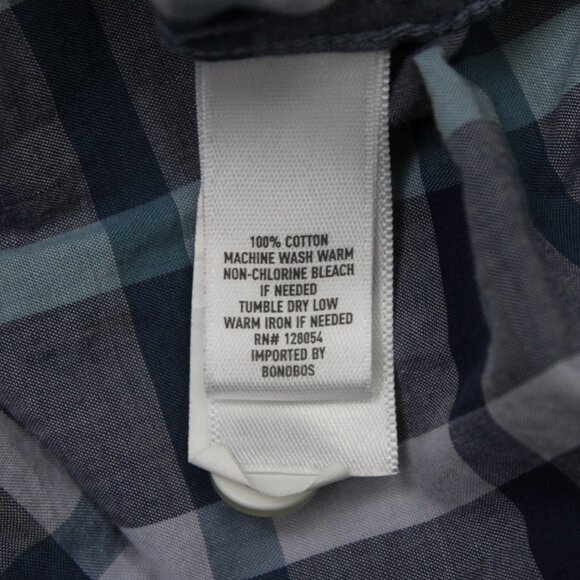 100% COTTON
MACHINE WASH WARM
NON-CHLORINE BLEACH
IF NEEDED
TUMBLE DRY LOW
WARM IRON IF NEEDED
RN# 128054
IMPORTED BY
BONOBOS